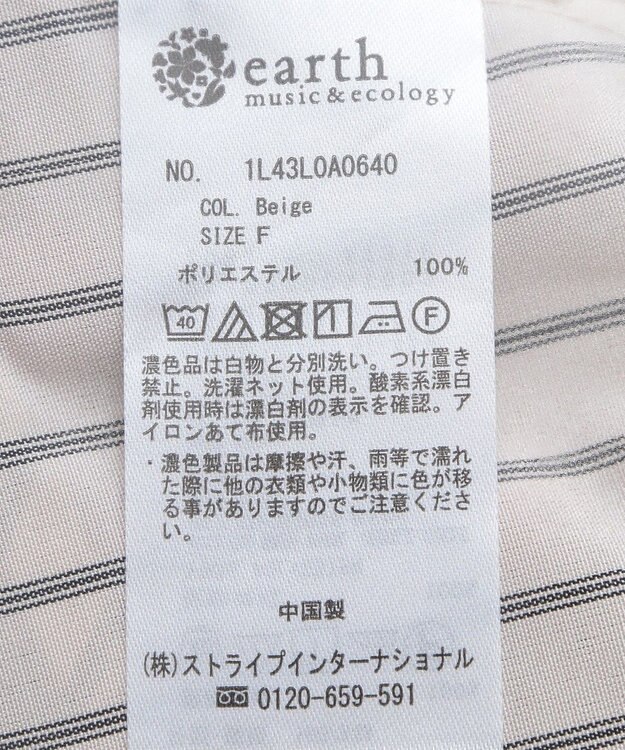 earth
music&ecology
NO. 1L43L0A0640
COL. Beige
SIZE F
ポリエステル 100%
40 F
濃色品は白物と分別洗い。つけ置き
禁止。洗濯ネット使用。酸素系漂白
剤使用時は漂白剤の表示を確認。ア
イロンあて布使用。
・濃色製品は摩擦や汗、雨等で濡れ
た際に他の衣類や小物類に色が移
る事がありますのでご注意くださ
い。
中国製
(株)ストライプインターナショナル
0120-659-591